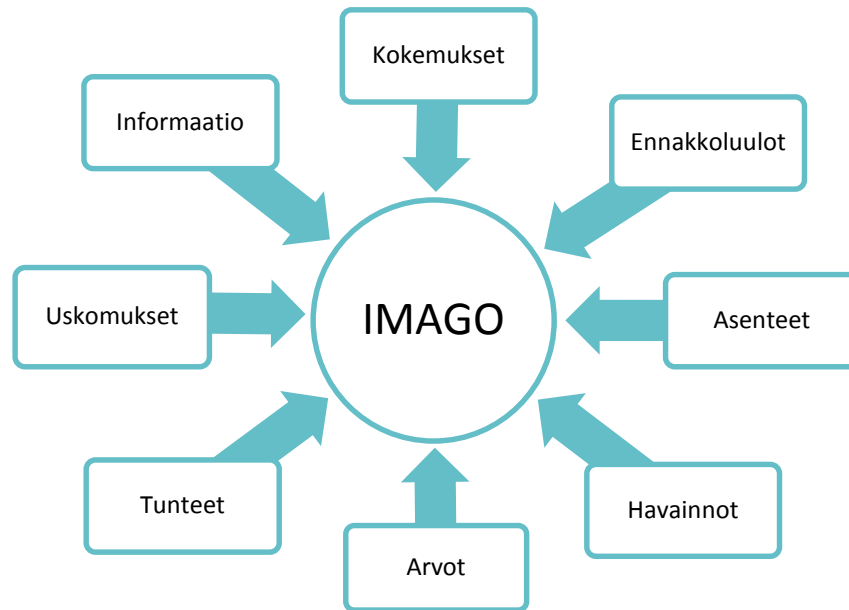 Kokemukset
Informaatio
Ennakkoluulot
Uskomukset
IMAGO
Asenteet
Tunteet
Havainnot
Arvot